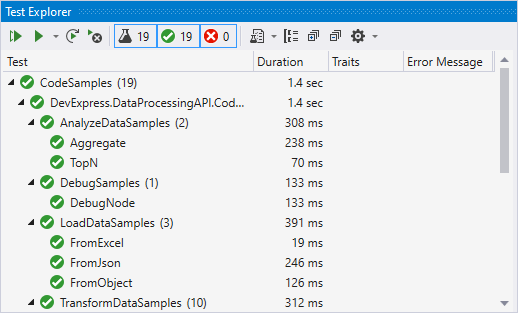 Test Explorer
19 19 0
Test Duration Traits Error Message
CodeSamples (19) 1.4 sec
DevExpress.DataProcessingAPI.Cod... 1.4 sec
AnalyzeDataSamples (2) 308 ms
Aggregate 238 ms
TopN 70 ms
DebugSamples (1) 133 ms
DebugNode 133 ms
LoadDataSamples (3) 391 ms
FromExcel 19 ms
FromJson 246 ms
FromObject 126 ms
TransformDataSamples (10) 312 ms